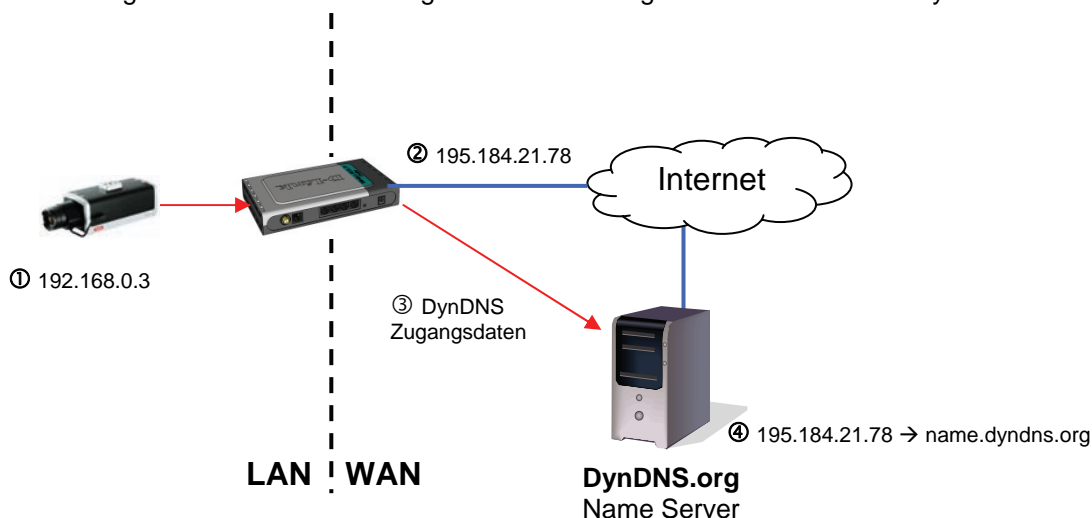 ② 195.184.21.78
Internet
D-Link
① 192.168.0.3
③ DynDNS
Zugangsdaten
④ 195.184.21.78 → name.dyndns.org
LAN WAN
DynDNS.org
Name Server